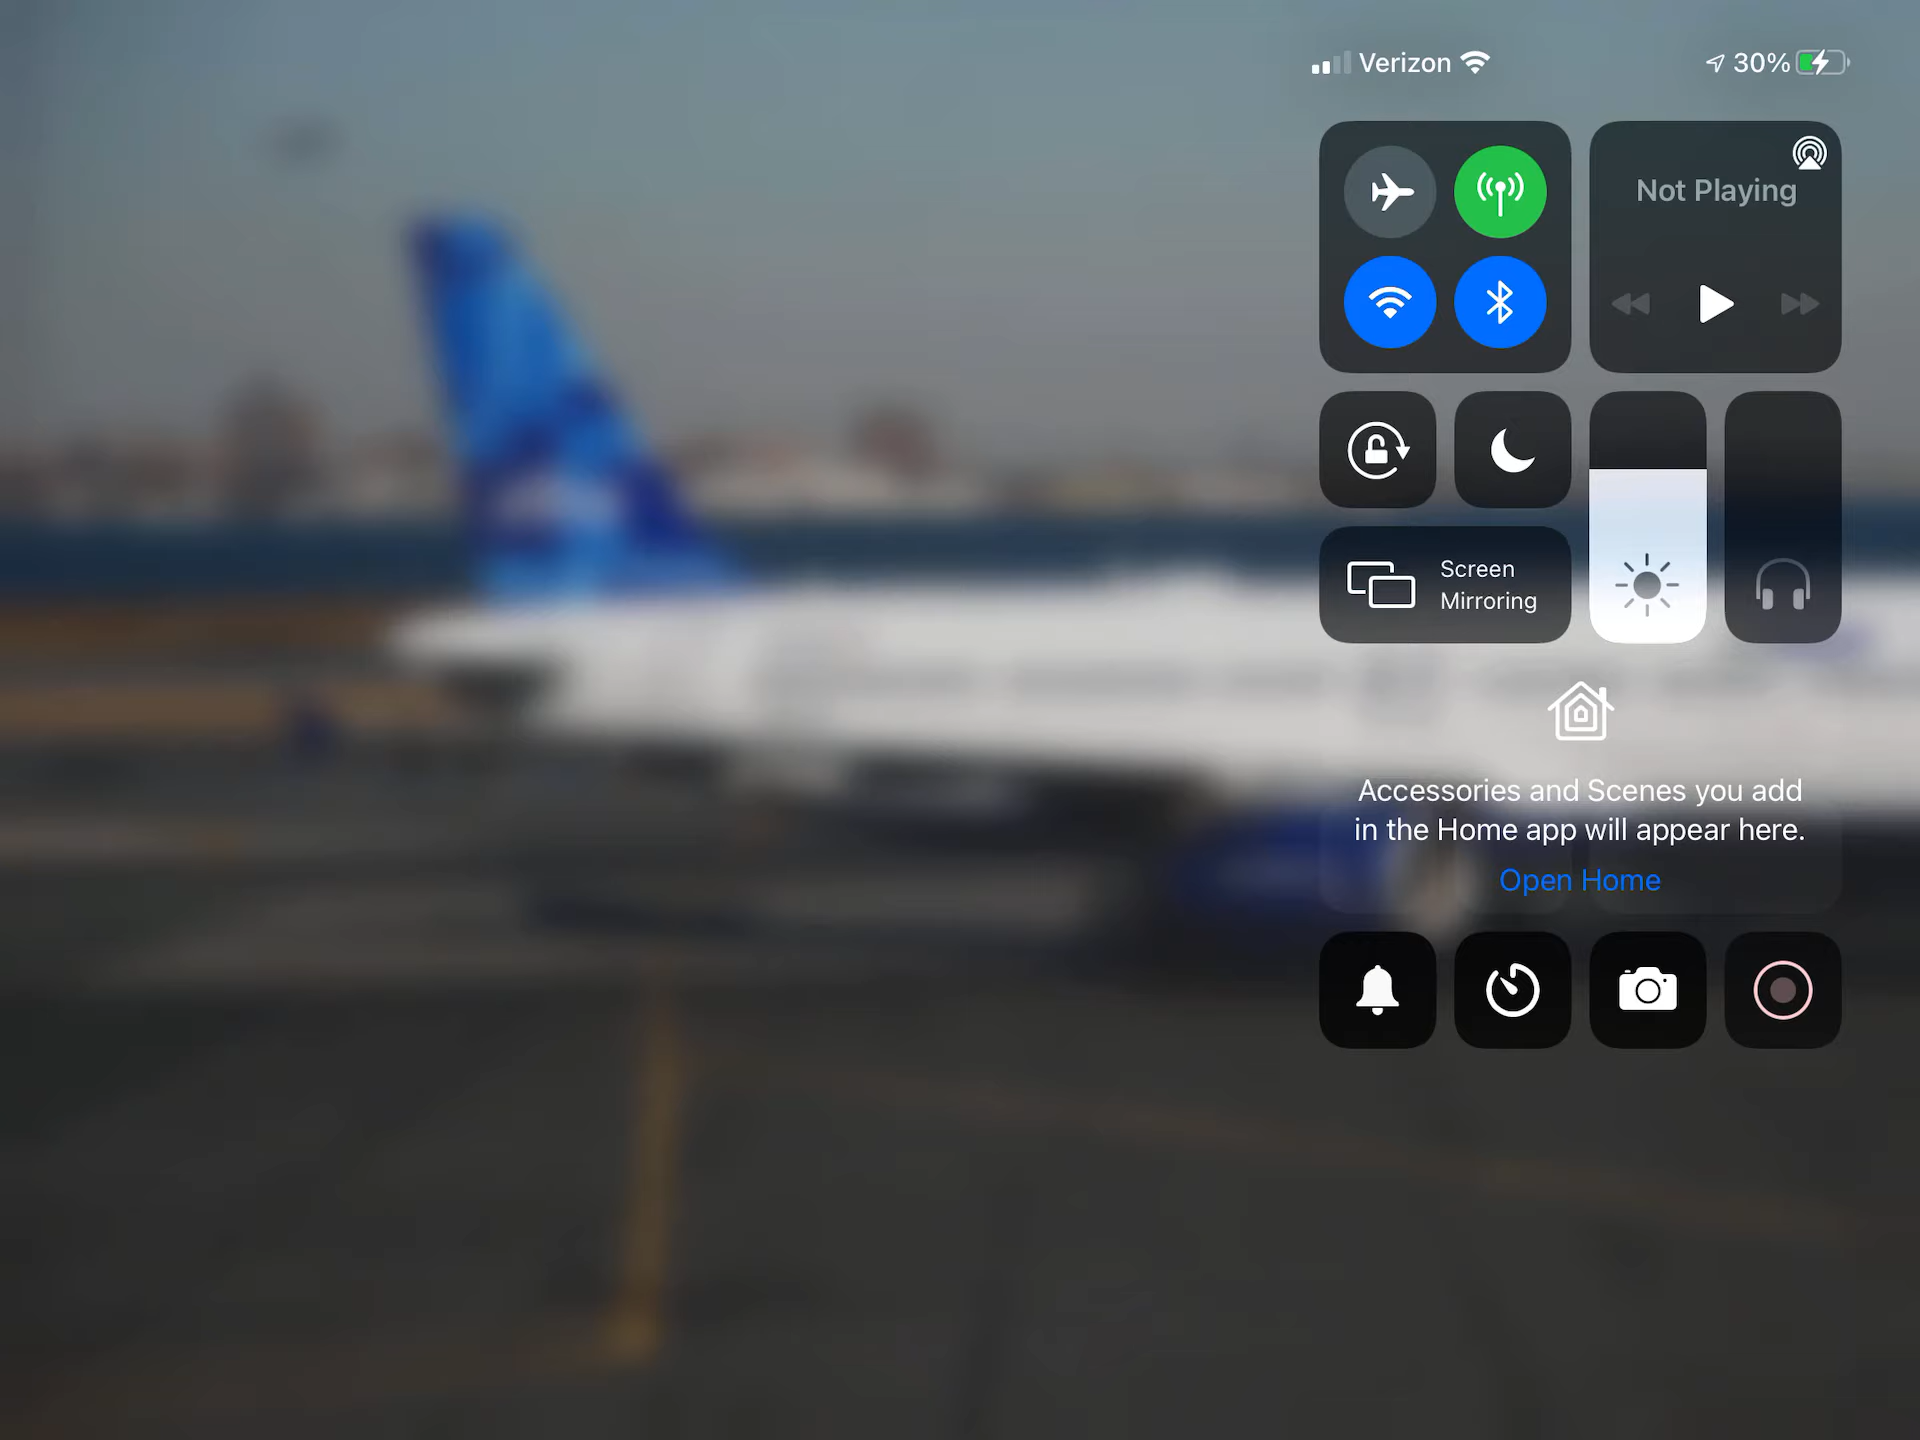 Verizon
30%
Not Playing
Screen
Mirroring
Accessories and Scenes you add
in the Home app will appear here.
Open Home